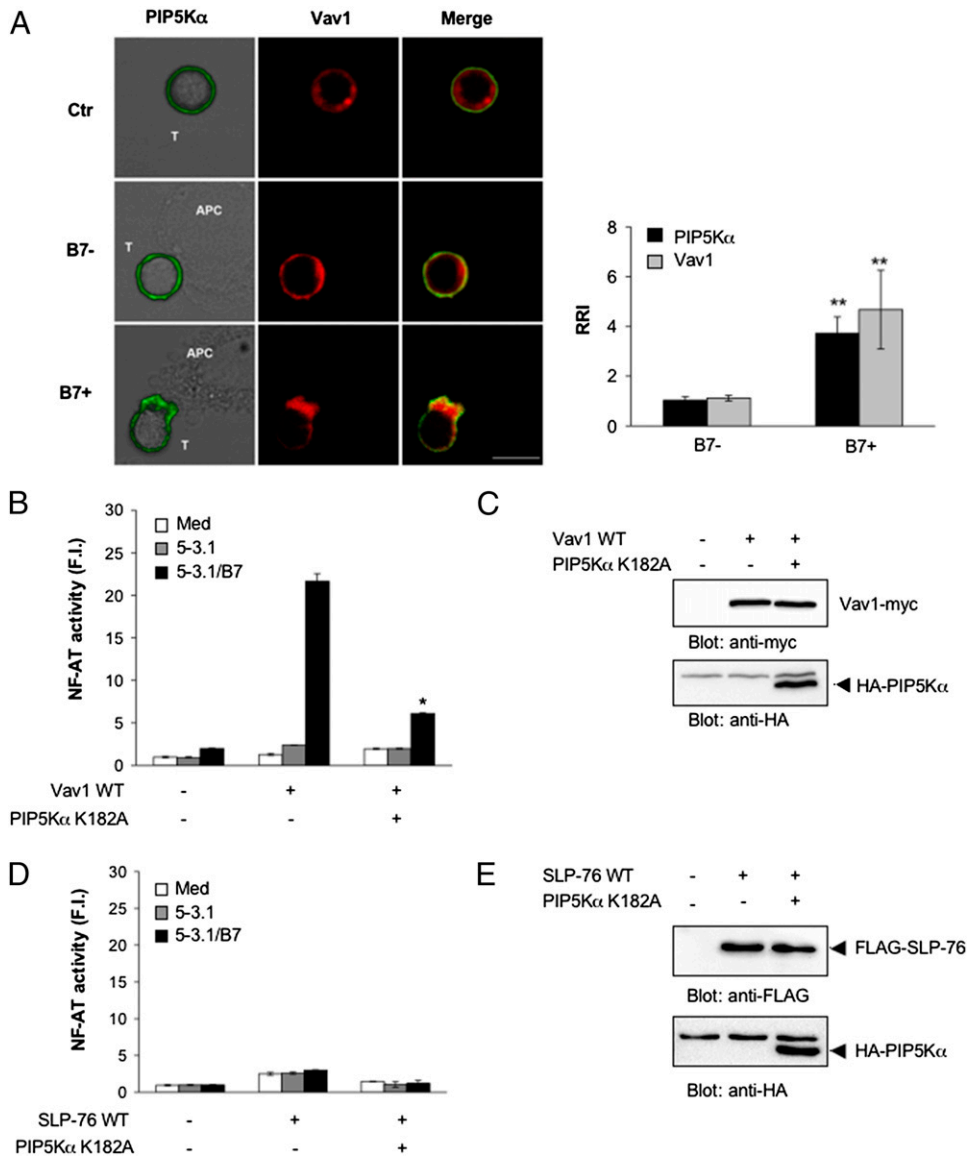 A
PIP5Kα Vav1 Merge
Ctr
T
B7-
APC
T
B7+
APC
T
8
6
4
2
0
RRI
PIP5Kα
Vav1
**
**
B7- B7+
B
30
25
20
15
10
5
0
NF-AT activity (F.I.)
Med
5-3.1
5-3.1/B7
*
Vav1 WT - + +
PIP5Kα K182A - - +
C
Vav1 WT - + +
PIP5Kα K182A - - +
Vav1-myc
Blot: anti-myc
HA-PIP5Kα
Blot: anti-HA
D
30
25
20
15
10
5
0
NF-AT activity (F.I.)
Med
5-3.1
5-3.1/B7
SLP-76 WT - + +
PIP5Kα K182A - - +
E
SLP-76 WT - + +
PIP5Kα K182A - - +
FLAG-SLP-76
Blot: anti-FLAG
HA-PIP5Kα
Blot: anti-HA